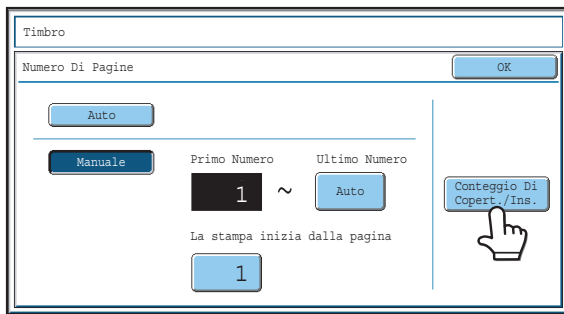 Timbro
Numero Di Pagine
OK
Auto
Manuale
Primo Numero
Ultimo Numero
1
~
Auto
La stampa inizia dalla pagina
1
Conteggio Di
Copert./Ins.